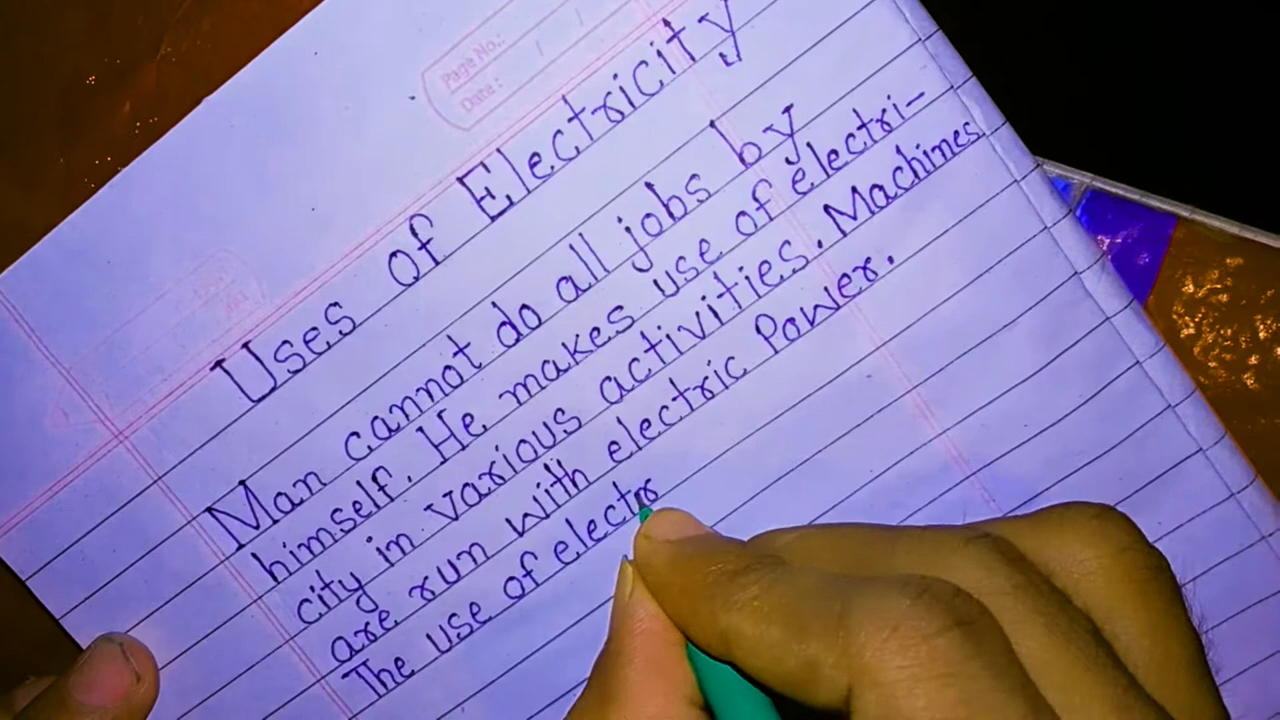 Page No.:
Date:
Uses of Electricity
Man cannot do all jobs by
himself. He makes use of electri-
city in various activities. Machines
are run with electric Power.
The use of electr